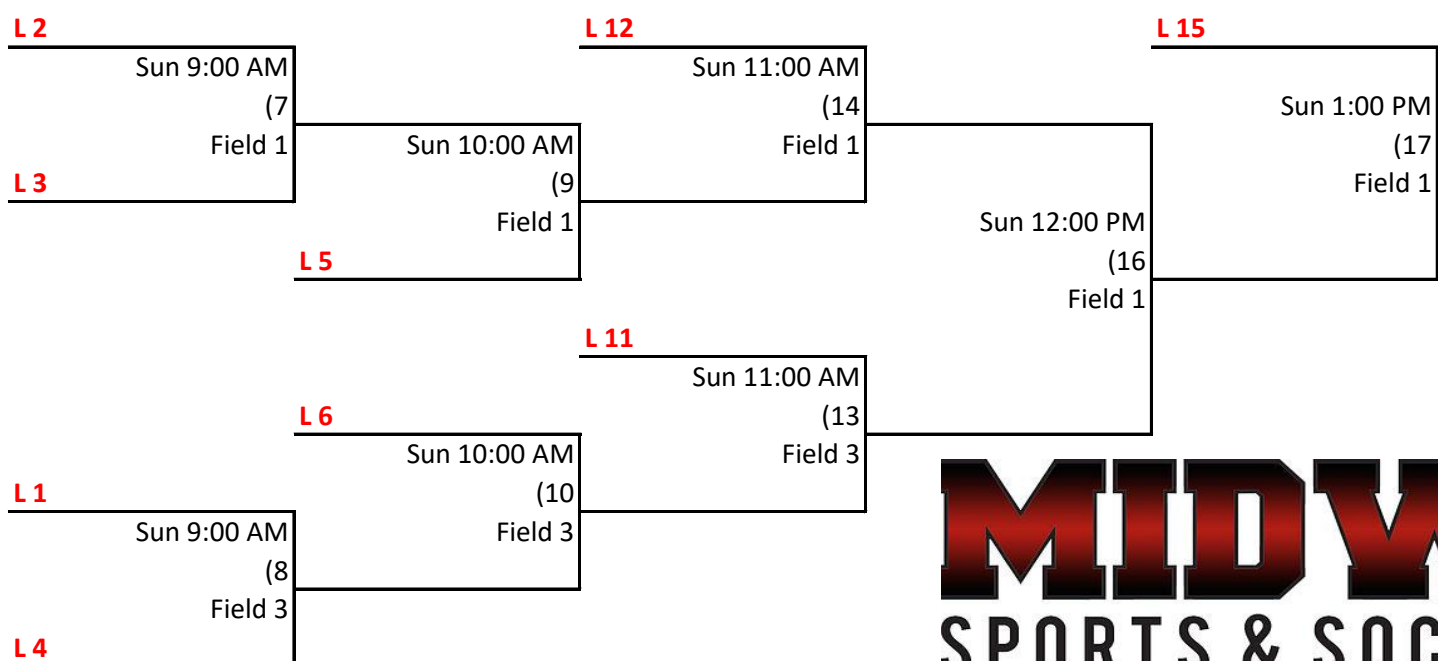 L 2
L 12
L 15
Sun 9:00 AM
Sun 11:00 AM
(7
(14
Sun 1:00 PM
Field 1
Sun 10:00 AM
Field 1
(17
L 3
(9
Field 1
Field 1
Sun 12:00 PM
L 5
(16
Field 1
L 11
Sun 11:00 AM
L 6
(13
Sun 10:00 AM
Field 3
L 1
(10
Sun 9:00 AM
Field 3
(8
Field 3
L 4
MIDW
SPORTS & SOC